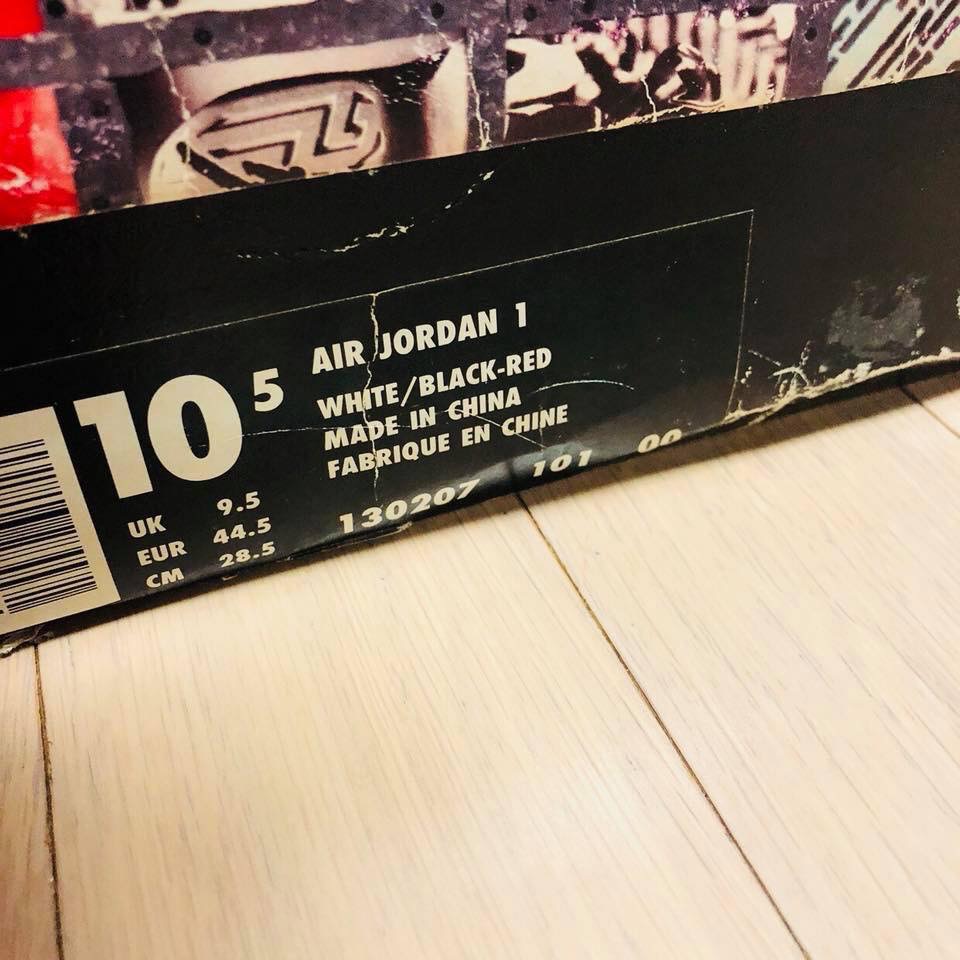 10 5
AIR JORDAN 1
WHITE/BLACK-RED
MADE IN CHINA
FABRIQUE EN CHINE
UK 9.5
EUR 44.5
CM 28.5
130207 101 00